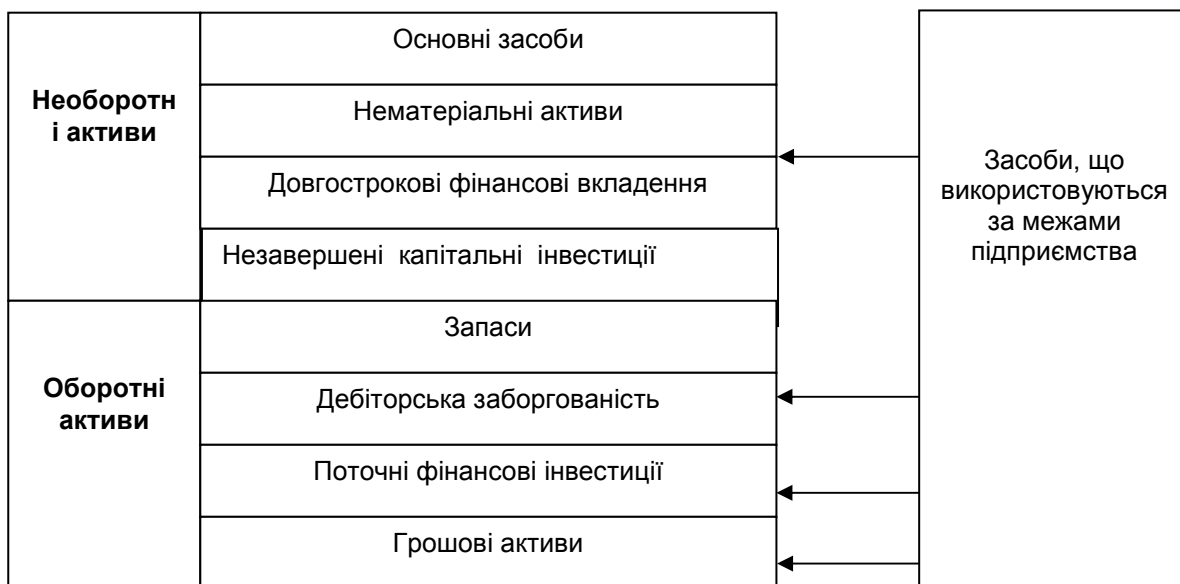 Необоротн
і активи
Основні засоби
Нематеріальні активи
Довгострокові фінансові вкладення
Незавершені капітальні інвестиції
Оборотні
активи
Запаси
Дебіторська заборгованість
Поточні фінансові інвестиції
Грошові активи
Засоби, що
використовуються
за межами
підприємства